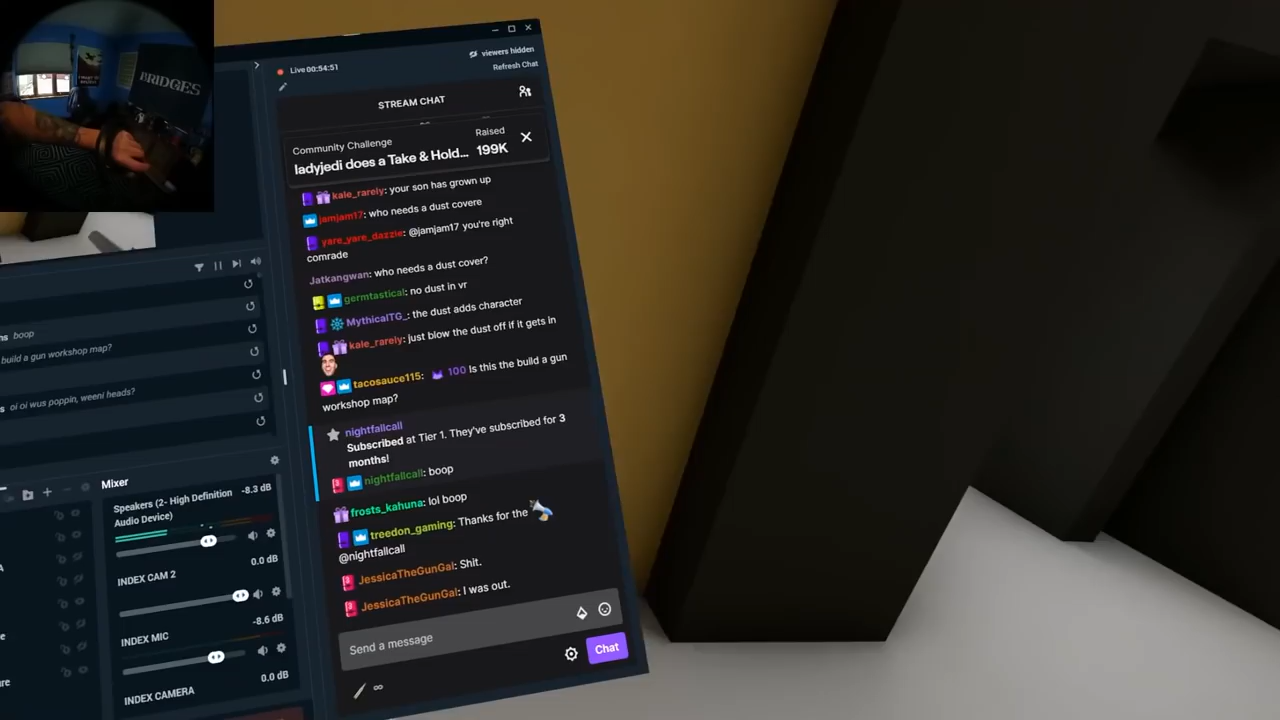 BRIDGES
Live 00:54:51
viewers hidden
Refresh Chat
STREAM CHAT
Community Challenge
Raised
ladyjedi does a Take & Hold...
199K
kale_rarely: your son has grown up
jamjam17: who needs a dust covere
yare_yare_dazzle: @jamjam17 you're right
comrade
Jatkangwan: who needs a dust cover?
germtastical: no dust in vr
MythicalTG_: the dust adds character
kale_rarely: just blow the dust off if it gets in
tacosauce115: 100 Is this the build a gun
workshop map?
nightfallcall
Subscribed at Tier 1. They've subscribed for 3
months!
nightfallcall: boop
frosts_kahuna: lol boop
treedon_gaming: Thanks for the
@nightfallcall
JessicaTheGunGal: Shit.
JessicaTheGunGal: I was out.
Send a message
Chat
boop
build a gun workshop map?
oi oi wus poppin, weeni heads?
Mixer
Speakers (2- High Definition
Audio Device)
-8.3 dB
INDEX CAM 2
0.0 dB
INDEX MIC
-8.6 dB
INDEX CAMERA
0.0 dB